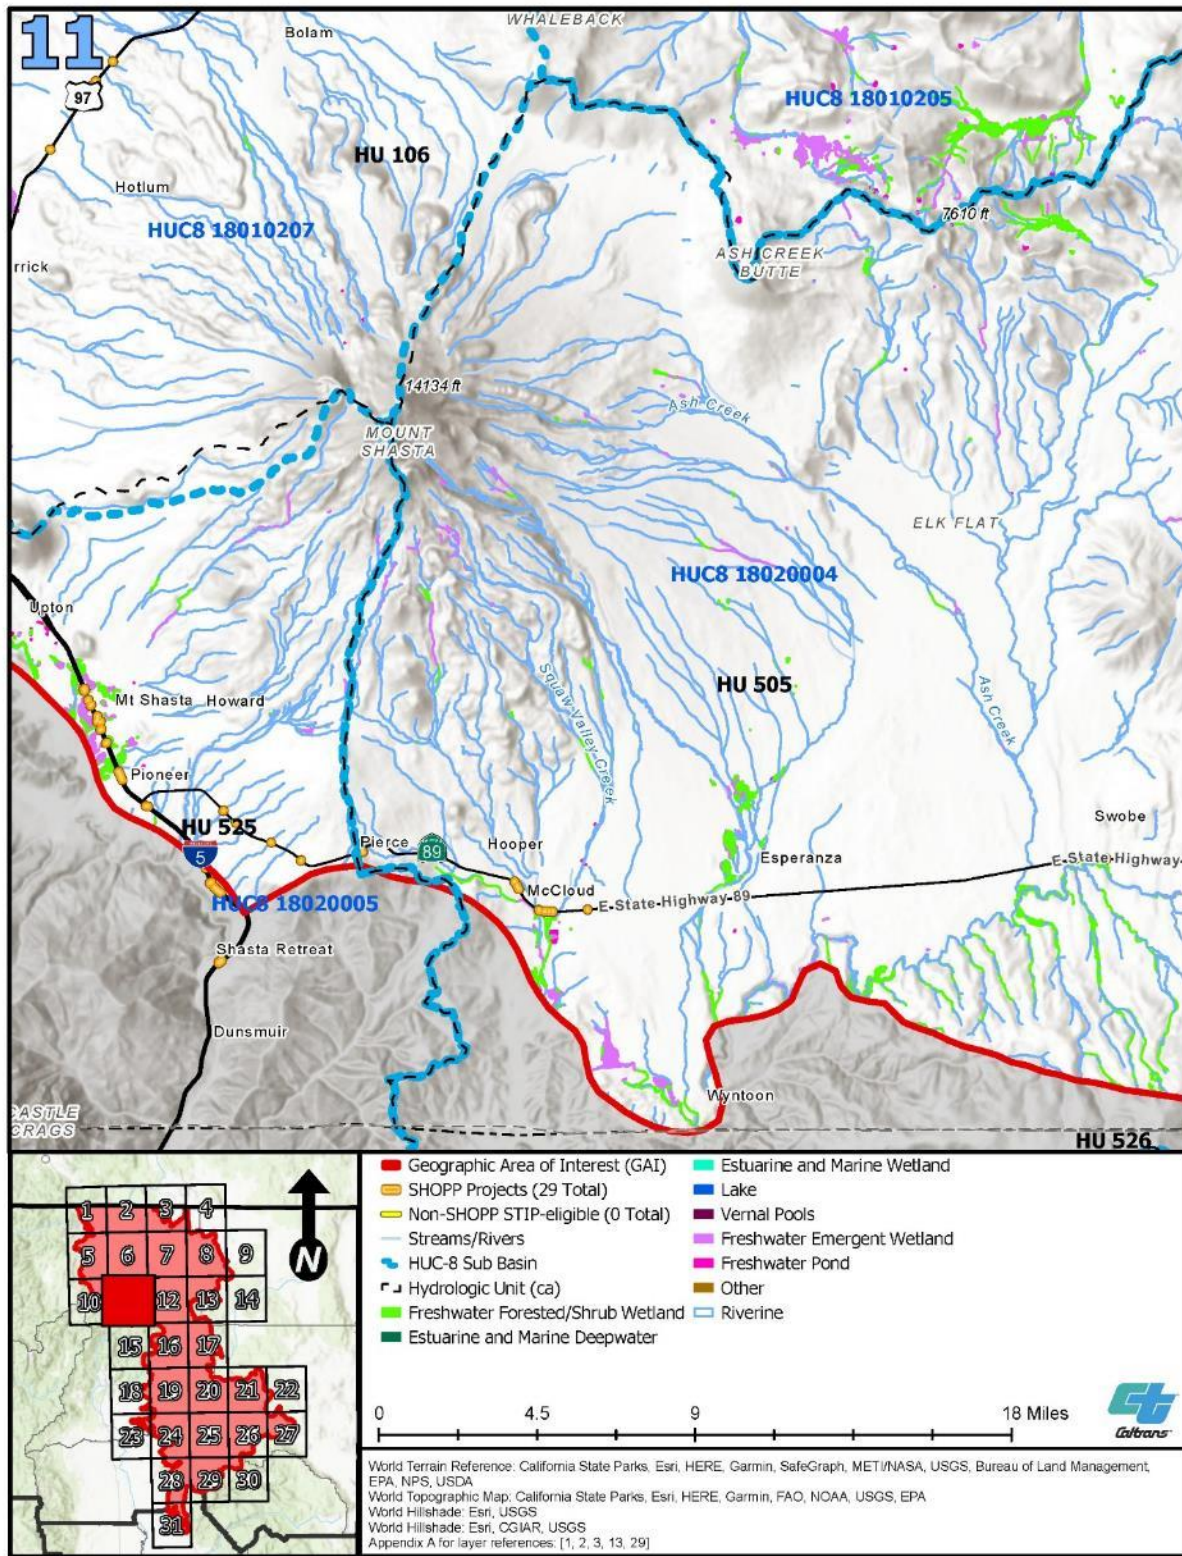 11
WHALEBACK
Bolam
97
HUC8 18010205
HU 106
Hotlum
7610 ft
HUC8 18010207
ASH CREEK
BUTTE
rrick
14134 ft
Ash Creek
MOUNT
SHASTA
ELK FLAT
HUC8 18020004
Upton
Squaw Valley Creek
HU 505
Ash Creek
Mt Shasta
Howard
Pioneer
Swobe
HU 525
5
Pierce
89
Hooper
Esperanza
E State Highway
McCloud
E State Highway 89
HUC8 18020005
Shasta Retreat
Dunsmuir
Wyntoon
CASTLE
CRAGS
HU 526
1 2 3 4
5 6 7 8 9
10 12 13 14
15 16 17
18 19 20 21 22
23 24 25 26 27
28 29 30
31
N
Geographic Area of Interest (GAI)
SHOPP Projects (29 Total)
Non-SHOPP STIP-eligible (0 Total)
Streams/Rivers
HUC-8 Sub Basin
Hydrologic Unit (ca)
Freshwater Forested/Shrub Wetland
Estuarine and Marine Deepwater
Estuarine and Marine Wetland
Lake
Vernal Pools
Freshwater Emergent Wetland
Freshwater Pond
Other
Riverine
0 4.5 9 18 Miles
Ct
Caltrans
World Terrain Reference: California State Parks, Esri, HERE, Garmin, SafeGraph, METI/NASA, USGS, Bureau of Land Management,
EPA, NPS, USDA
World Topographic Map: California State Parks, Esri, HERE, Garmin, FAO, NOAA, USGS, EPA
World Hillshade: Esri, USGS
World Hillshade: Esri, CGIAR, USGS
Appendix A for layer references: [1, 2, 3, 13, 29]